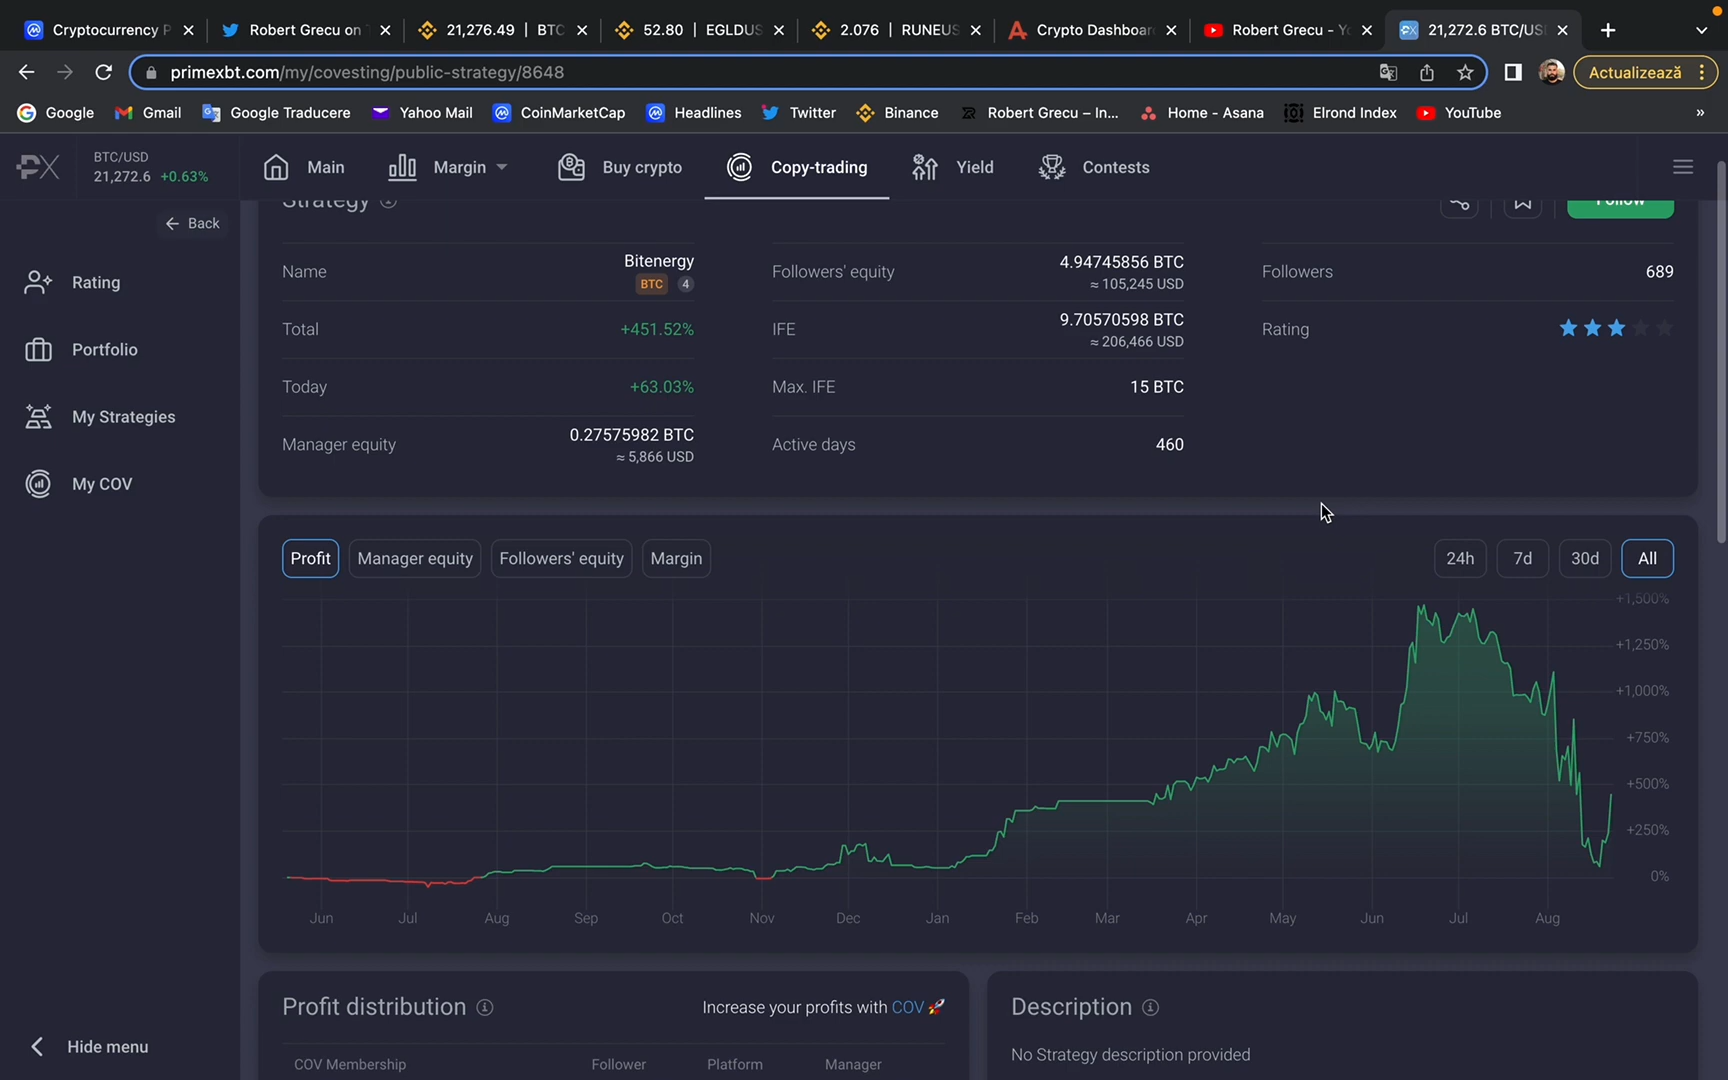 Cryptocurrency P
Robert Grecu on T
21,276.49 | BTC
52.80 | EGLDUS
2.076 | RUNEUS
Crypto Dashboar
Robert Grecu - Yo
21,272.6 BTC/US
primexbt.com/my/covesting/public-strategy/8648
Actualizează
Google
Gmail
Google Traducere
Yahoo Mail
CoinMarketCap
Headlines
Twitter
Binance
Robert Grecu – In...
Home - Asana
Elrond Index
YouTube
»
PX
BTC/USD
21,272.6 +0.63%
Main
Margin
Buy crypto
Copy-trading
Yield
Contests
Back
Rating
Portfolio
My Strategies
My COV
Hide menu
Strategy
Follow
Name
Bitenergy
BTC 4
Total
+451.52%
Today
+63.03%
Manager equity
0.27575982 BTC
≈ 5,866 USD
Followers' equity
4.94745856 BTC
≈ 105,245 USD
IFE
9.70570598 BTC
≈ 206,466 USD
Max. IFE
15 BTC
Active days
460
Followers
689
Rating
Profit
Manager equity
Followers' equity
Margin
24h
7d
30d
All
+1,500%
+1,250%
+1,000%
+750%
+500%
+250%
0%
Jun Jul Aug Sep Oct Nov Dec Jan Feb Mar Apr May Jun Jul Aug
Profit distribution
Increase your profits with COV 🚀
COV Membership
Follower
Platform
Manager
Description
No Strategy description provided